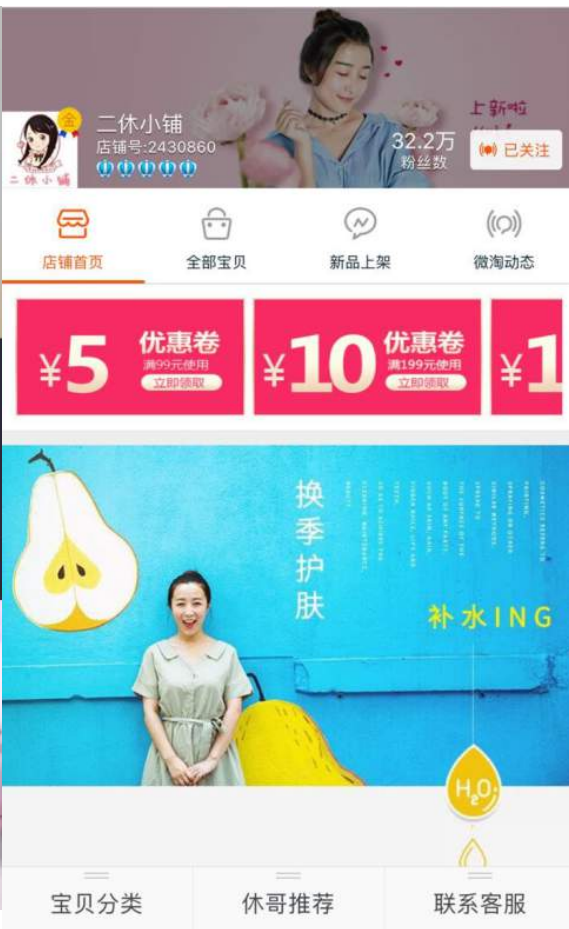 上新啦
金
二休小铺
店铺号:2430860
二休小铺
32.2万
粉丝数
已关注
店铺首页
全部宝贝
新品上架
微淘动态
¥5
优惠卷
满99元使用
立即领取
¥10
优惠卷
满199元使用
立即领取
¥1
换季护肤
补水ING
H₂O
宝贝分类
休哥推荐
联系客服